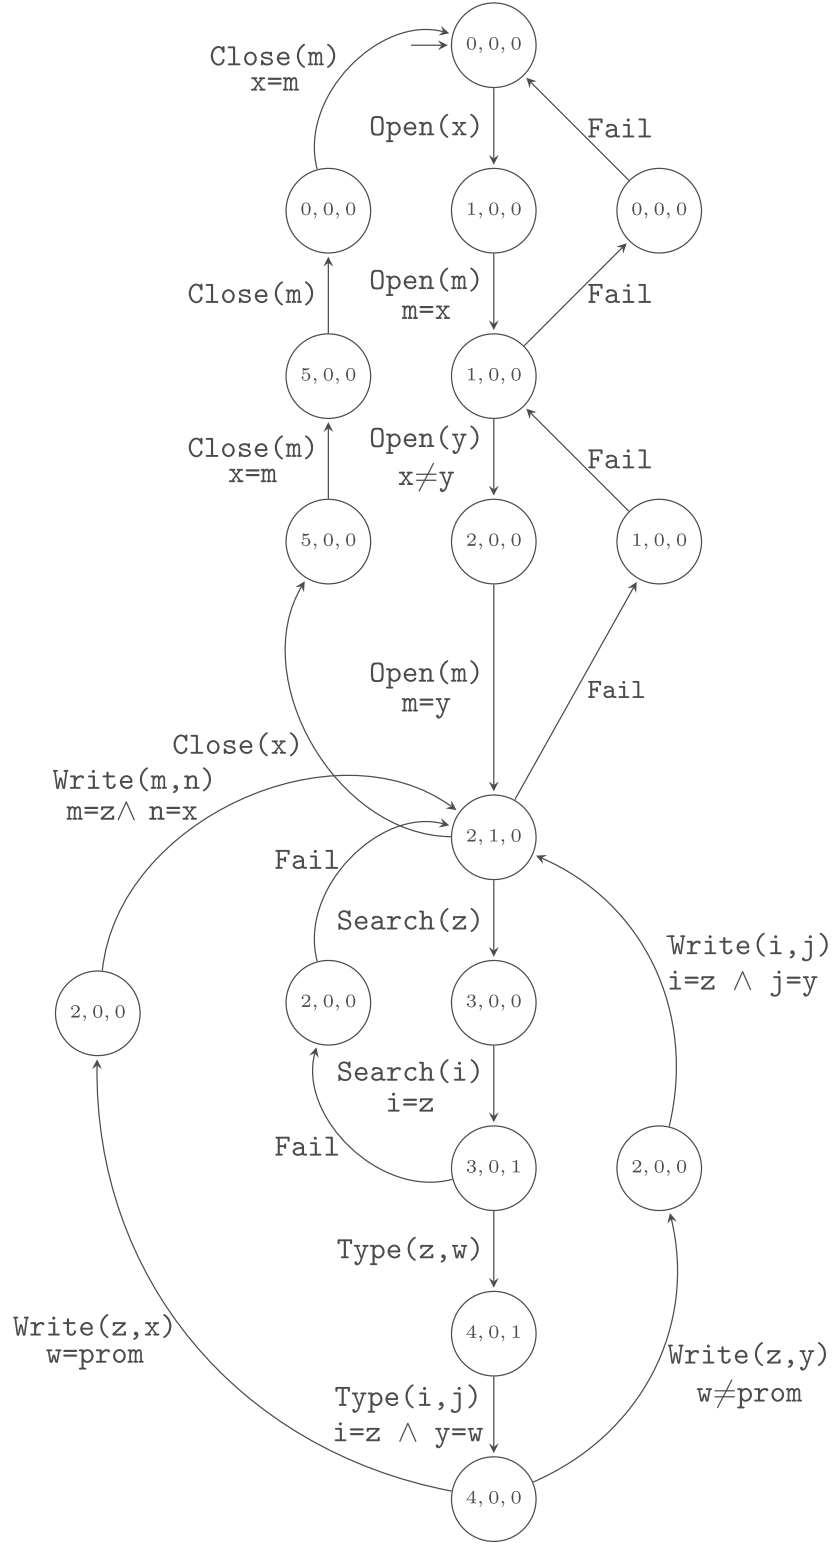 0, 0, 0
Close(m)
x=m
Open(x)
Fail
0, 0, 0
1, 0, 0
0, 0, 0
Close(m)
Open(m)
m=x
Fail
5, 0, 0
1, 0, 0
Close(m)
x=m
Open(y)
x≠y
Fail
5, 0, 0
2, 0, 0
1, 0, 0
Open(m)
m=y
Fail
Close(x)
Write(m,n)
m=z∧ n=x
2, 1, 0
Fail
Search(z)
Write(i,j)
i=z ∧ j=y
2, 0, 0
2, 0, 0
3, 0, 0
Search(i)
i=z
Fail
3, 0, 1
2, 0, 0
Type(z,w)
Write(z,x)
w=prom
4, 0, 1
Write(z,y)
w≠prom
Type(i,j)
i=z ∧ y=w
4, 0, 0